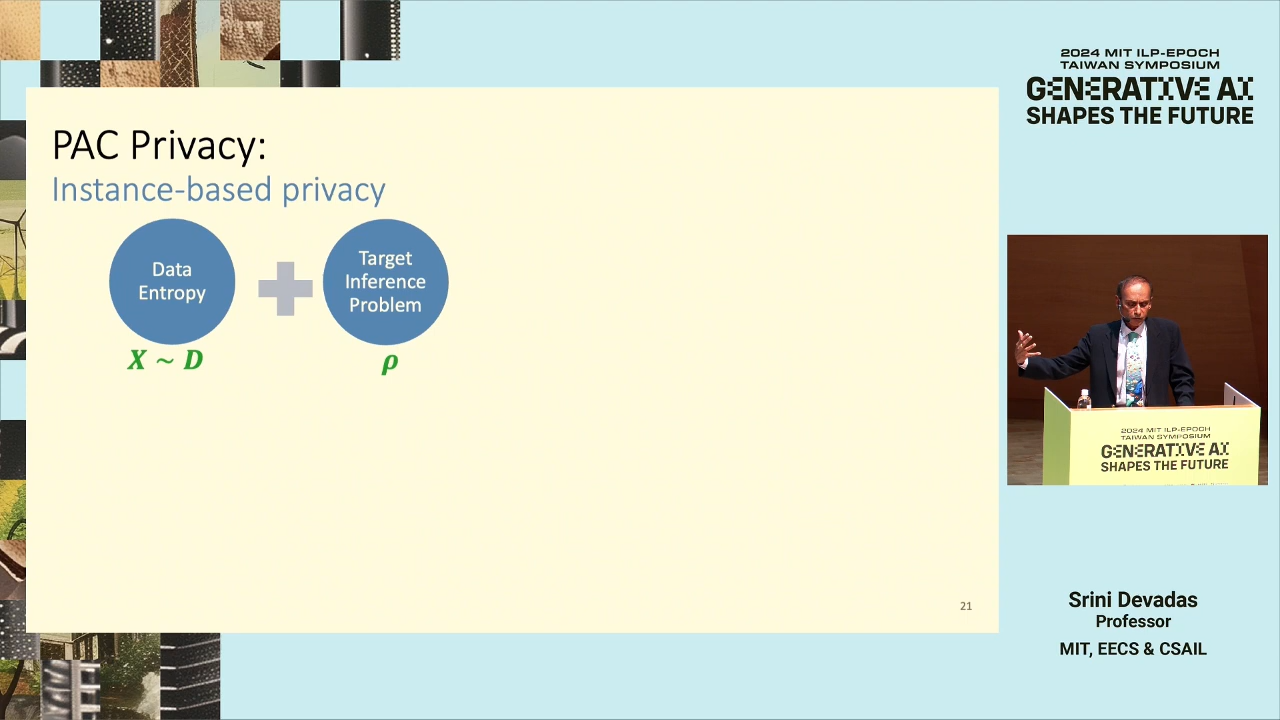 PAC Privacy:
Instance-based privacy
Data
Entropy
Target
Inference
Problem
X ~ D
ρ
21
2024 MIT ILP-EPOCH
TAIWAN SYMPOSIUM
GENERATIVE AI
SHAPES THE FUTURE
2024 MIT ILP-EPOCH
TAIWAN SYMPOSIUM
GENERATIVE AI
SHAPES THE FUTURE
Srini Devadas
Professor
MIT, EECS & CSAIL